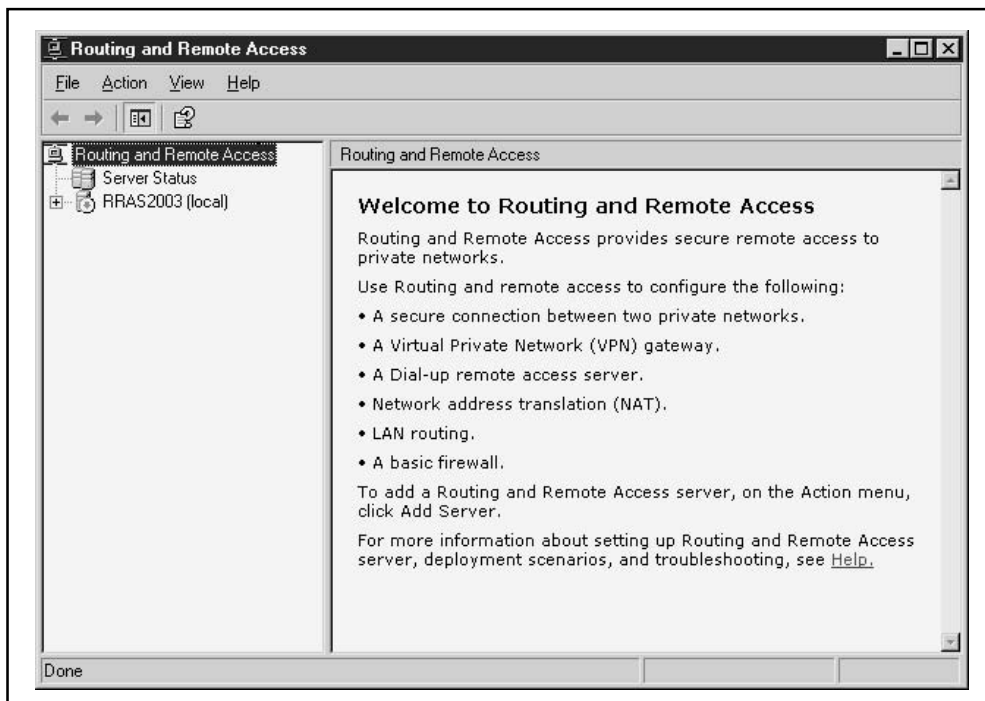 Routing and Remote Access
File Action View Help
Routing and Remote Access
Server Status
RRAS2003 (local)
Routing and Remote Access
Welcome to Routing and Remote Access
Routing and Remote Access provides secure remote access to
private networks.
Use Routing and remote access to configure the following:
• A secure connection between two private networks.
• A Virtual Private Network (VPN) gateway.
• A Dial-up remote access server.
• Network address translation (NAT).
• LAN routing.
• A basic firewall.
To add a Routing and Remote Access server, on the Action menu,
click Add Server.
For more information about setting up Routing and Remote Access
server, deployment scenarios, and troubleshooting, see Help.
Done